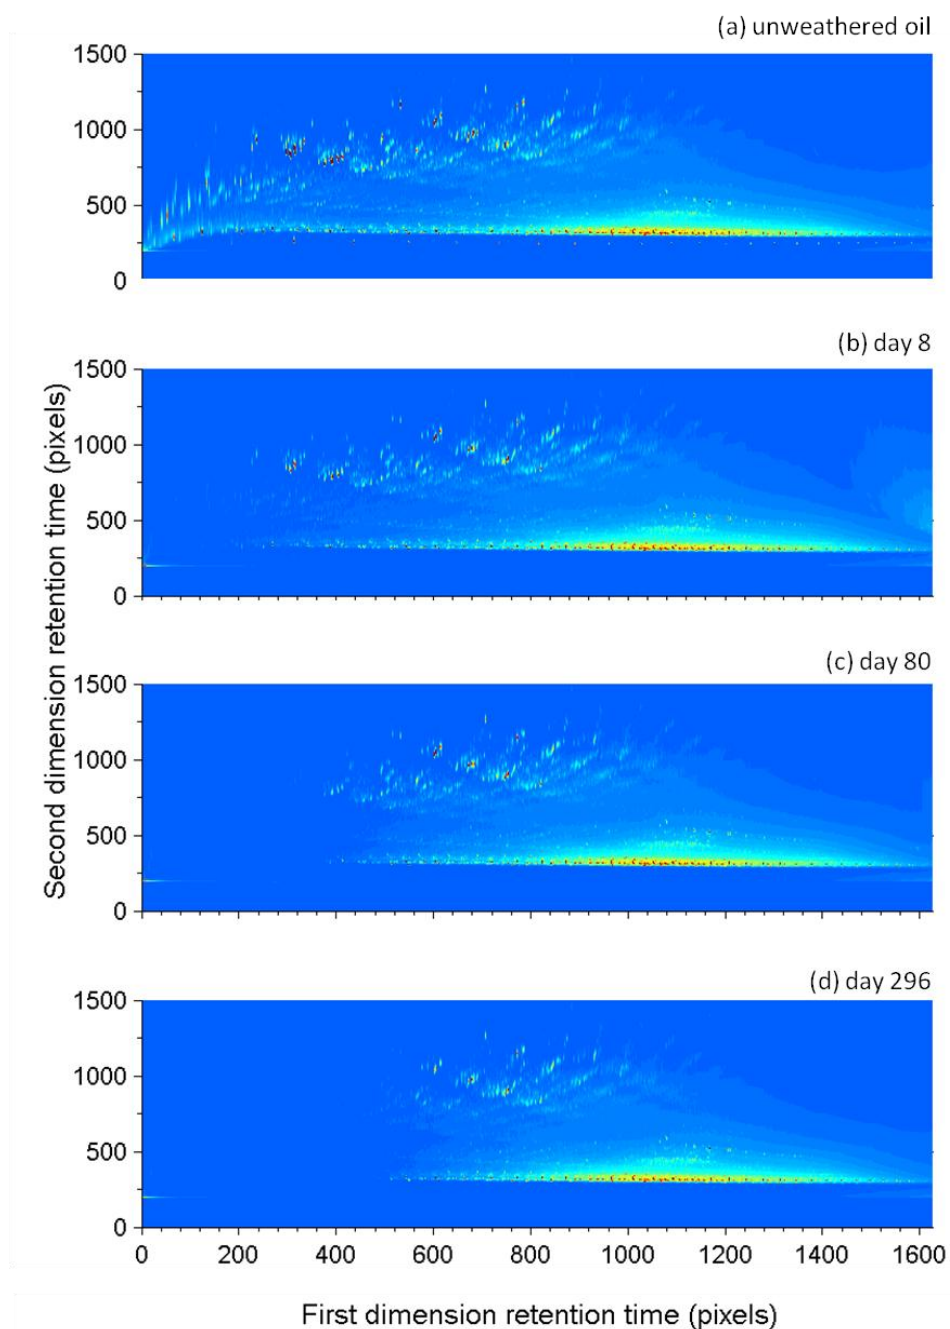 (a) unweathered oil
1500
1000
500
0
(b) day 8
1500
1000
500
0
(c) day 80
1500
1000
500
0
(d) day 296
1500
1000
500
0
0 200 400 600 800 1000 1200 1400 1600
Second dimension retention time (pixels)
First dimension retention time (pixels)